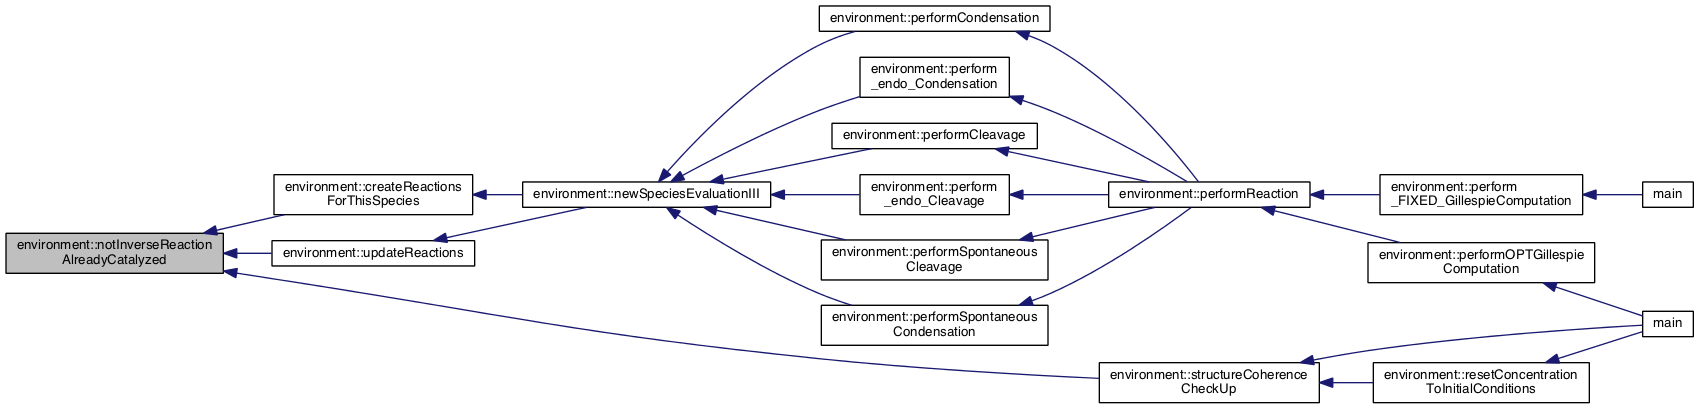 environment::notInverseReaction
AlreadyCatalyzed
environment::createReactions
ForThisSpecies
environment::updateReactions
environment::newSpeciesEvaluationIII
environment::performCondensation
environment::perform
_endo_Condensation
environment::performCleavage
environment::perform
_endo_Cleavage
environment::performSpontaneous
Cleavage
environment::performSpontaneous
Condensation
environment::performReaction
environment::structureCoherence
CheckUp
environment::perform
_FIXED_GillespieComputation
environment::performOPTGillespie
Computation
environment::resetConcentration
ToInitialConditions
main
main